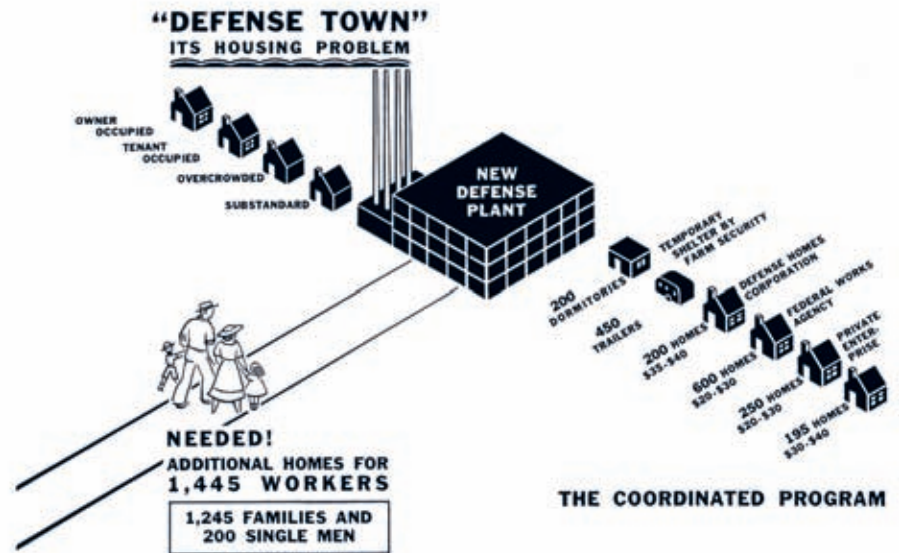 "DEFENSE TOWN"
ITS HOUSING PROBLEM
OWNER
OCCUPIED
TENANT
OCCUPIED
OVERCROWDED
SUBSTANDARD
NEW
DEFENSE
PLANT
TEMPORARY
SHELTER BY
FARM SECURITY
DEFENSE HOMES
CORPORATION
FEDERAL WORKS
AGENCY
PRIVATE
ENTER-
PRISE
200
DORMITORIES
450
TRAILERS
200 HOMES
$35-$40
600 HOMES
$20-$30
250 HOMES
$20-$30
195 HOMES
$30-$40
NEEDED!
ADDITIONAL HOMES FOR
1,445 WORKERS
1,245 FAMILIES AND
200 SINGLE MEN
THE COORDINATED PROGRAM